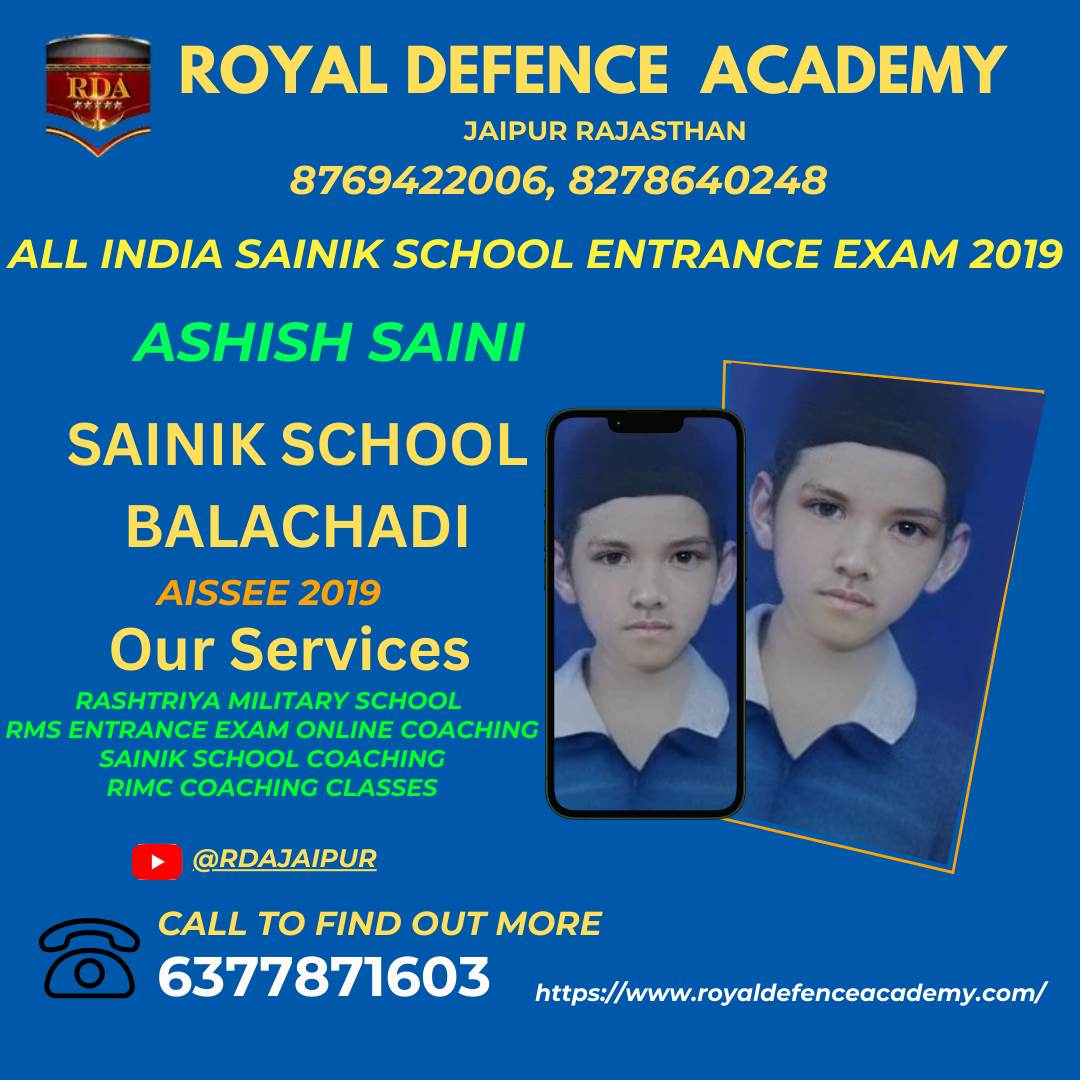 RDA
ROYAL DEFENCE ACADEMY
JAIPUR RAJASTHAN
8769422006, 8278640248
ALL INDIA SAINIK SCHOOL ENTRANCE EXAM 2019
ASHISH SAINI
SAINIK SCHOOL
BALACHADI
AISSEE 2019
Our Services
RASHTRIYA MILITARY SCHOOL
RMS ENTRANCE EXAM ONLINE COACHING
SAINIK SCHOOL COACHING
RIMC COACHING CLASSES
@RDAJAIPUR
CALL TO FIND OUT MORE
6377871603
https://www.royaldefenceacademy.com/